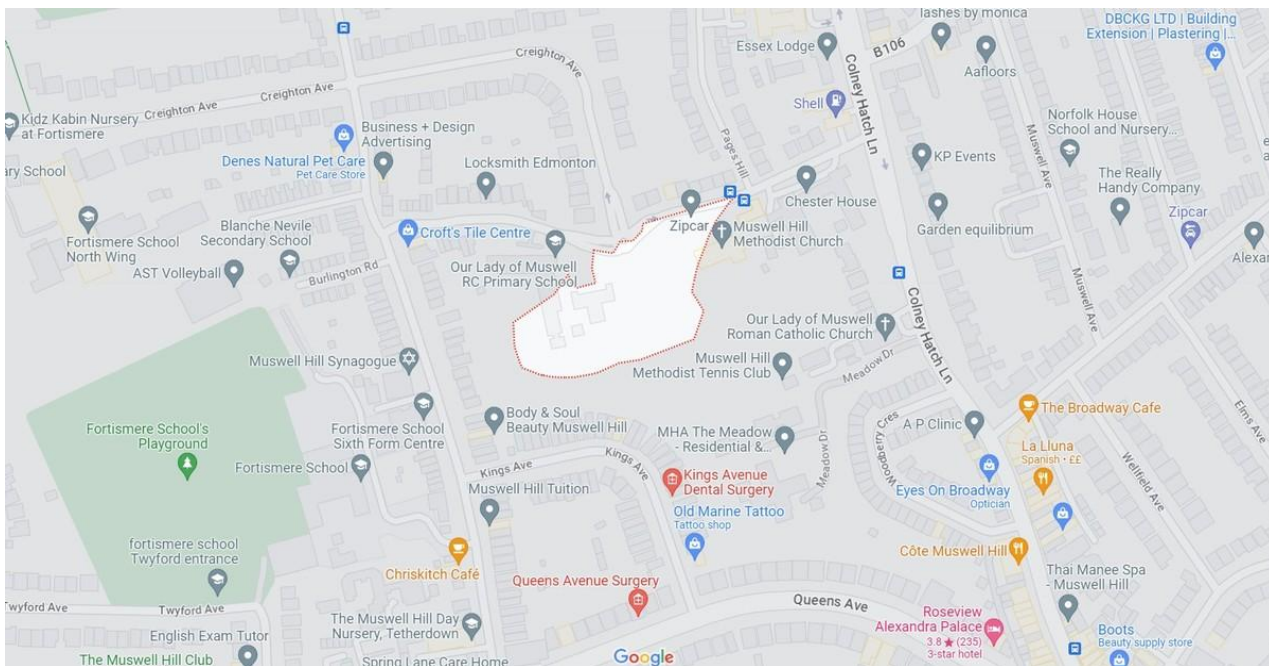 lashes by monica
DBCKG LTD | Building
Extension | Plastering |...
Essex Lodge
B106
Aafloors
Creighton Ave
Colney Hatch Ln
Creighton Ave
Shell
Kidz Kabin Nursery
at Fortismere
Business + Design
Advertising
Norfolk House
School and Nursery...
Pages Hill
Muswell Ave
Denes Natural Pet Care
Pet Care Store
Locksmith Edmonton
KP Events
ary School
The Really
Handy Company
Chester House
Blanche Nevile
Secondary School
Zipcar
Zipcar
Croft's Tile Centre
Muswell Hill
Methodist Church
Garden equilibrium
Fortismere School
North Wing
Alexan
AST Volleyball
Burlington Rd
Our Lady of Muswell
RC Primary School
Muswell Ave
Colney Hatch Ln
Our Lady of Muswell
Roman Catholic Church
Muswell Hill Synagogue
Muswell Hill
Methodist Tennis Club
Meadow Dr
Elms Ave
Body & Soul
Beauty Muswell Hill
The Broadway Cafe
Fortismere School's
Playground
Fortismere School
Sixth Form Centre
MHA The Meadow
- Residential &...
Meadow Dr
Woodberry Cres
A P Clinic
La Lluna
Spanish • ££
Wellfield Ave
Kings Ave
Kings Ave
Fortismere School
Kings Avenue
Dental Surgery
Muswell Hill Tuition
Eyes On Broadway
Optician
Old Marine Tattoo
Tattoo shop
fortismere school
Twyford entrance
Côte Muswell Hill
Chriskitch Café
Queens Avenue Surgery
Thai Manee Spa
- Muswell Hill
Twyford Ave
Twyford Ave
Queens Ave
The Muswell Hill Day
Nursery, Tetherdown
Roseview
Alexandra Palace
3.8 ★ (235)
3-star hotel
English Exam Tutor
Boots
Beauty supply store
The Muswell Hill Club
Spring Lane Care Home
Google